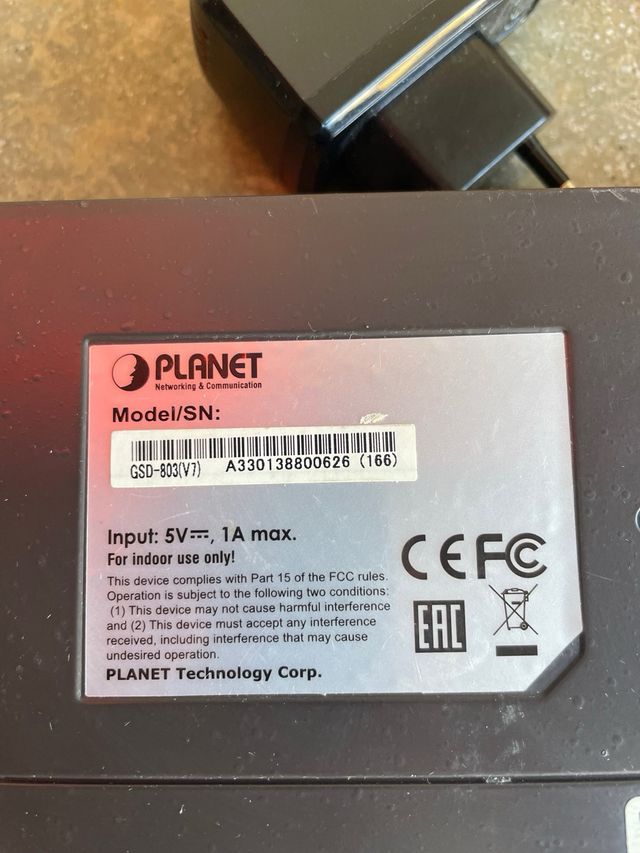 PLANET
Networking & Communication
Model/SN:
GSD-803(V7) A330138800626 (166)
Input: 5V⎓, 1A max.
For indoor use only!
This device complies with Part 15 of the FCC rules.
Operation is subject to the following two conditions:
(1) This device may not cause harmful interference
and (2) This device must accept any interference
received, including interference that may cause
undesired operation.
PLANET Technology Corp.
CE FC
EAC